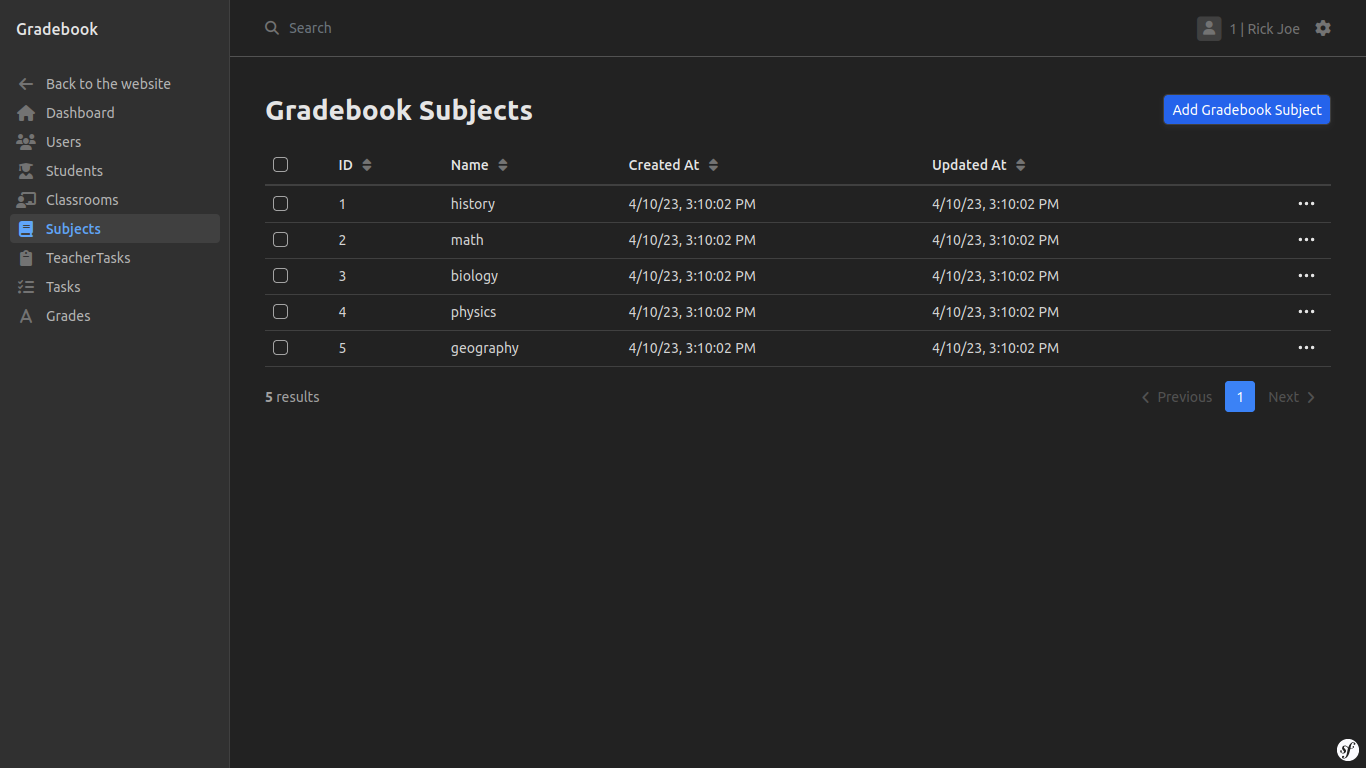 Gradebook
Search
1 | Rick Joe
Back to the website
Dashboard
Users
Students
Classrooms
Subjects
TeacherTasks
Tasks
Grades
Gradebook Subjects
Add Gradebook Subject
ID Name Created At Updated At
1 history 4/10/23, 3:10:02 PM 4/10/23, 3:10:02 PM
2 math 4/10/23, 3:10:02 PM 4/10/23, 3:10:02 PM
3 biology 4/10/23, 3:10:02 PM 4/10/23, 3:10:02 PM
4 physics 4/10/23, 3:10:02 PM 4/10/23, 3:10:02 PM
5 geography 4/10/23, 3:10:02 PM 4/10/23, 3:10:02 PM
5 results
Previous 1 Next
sf